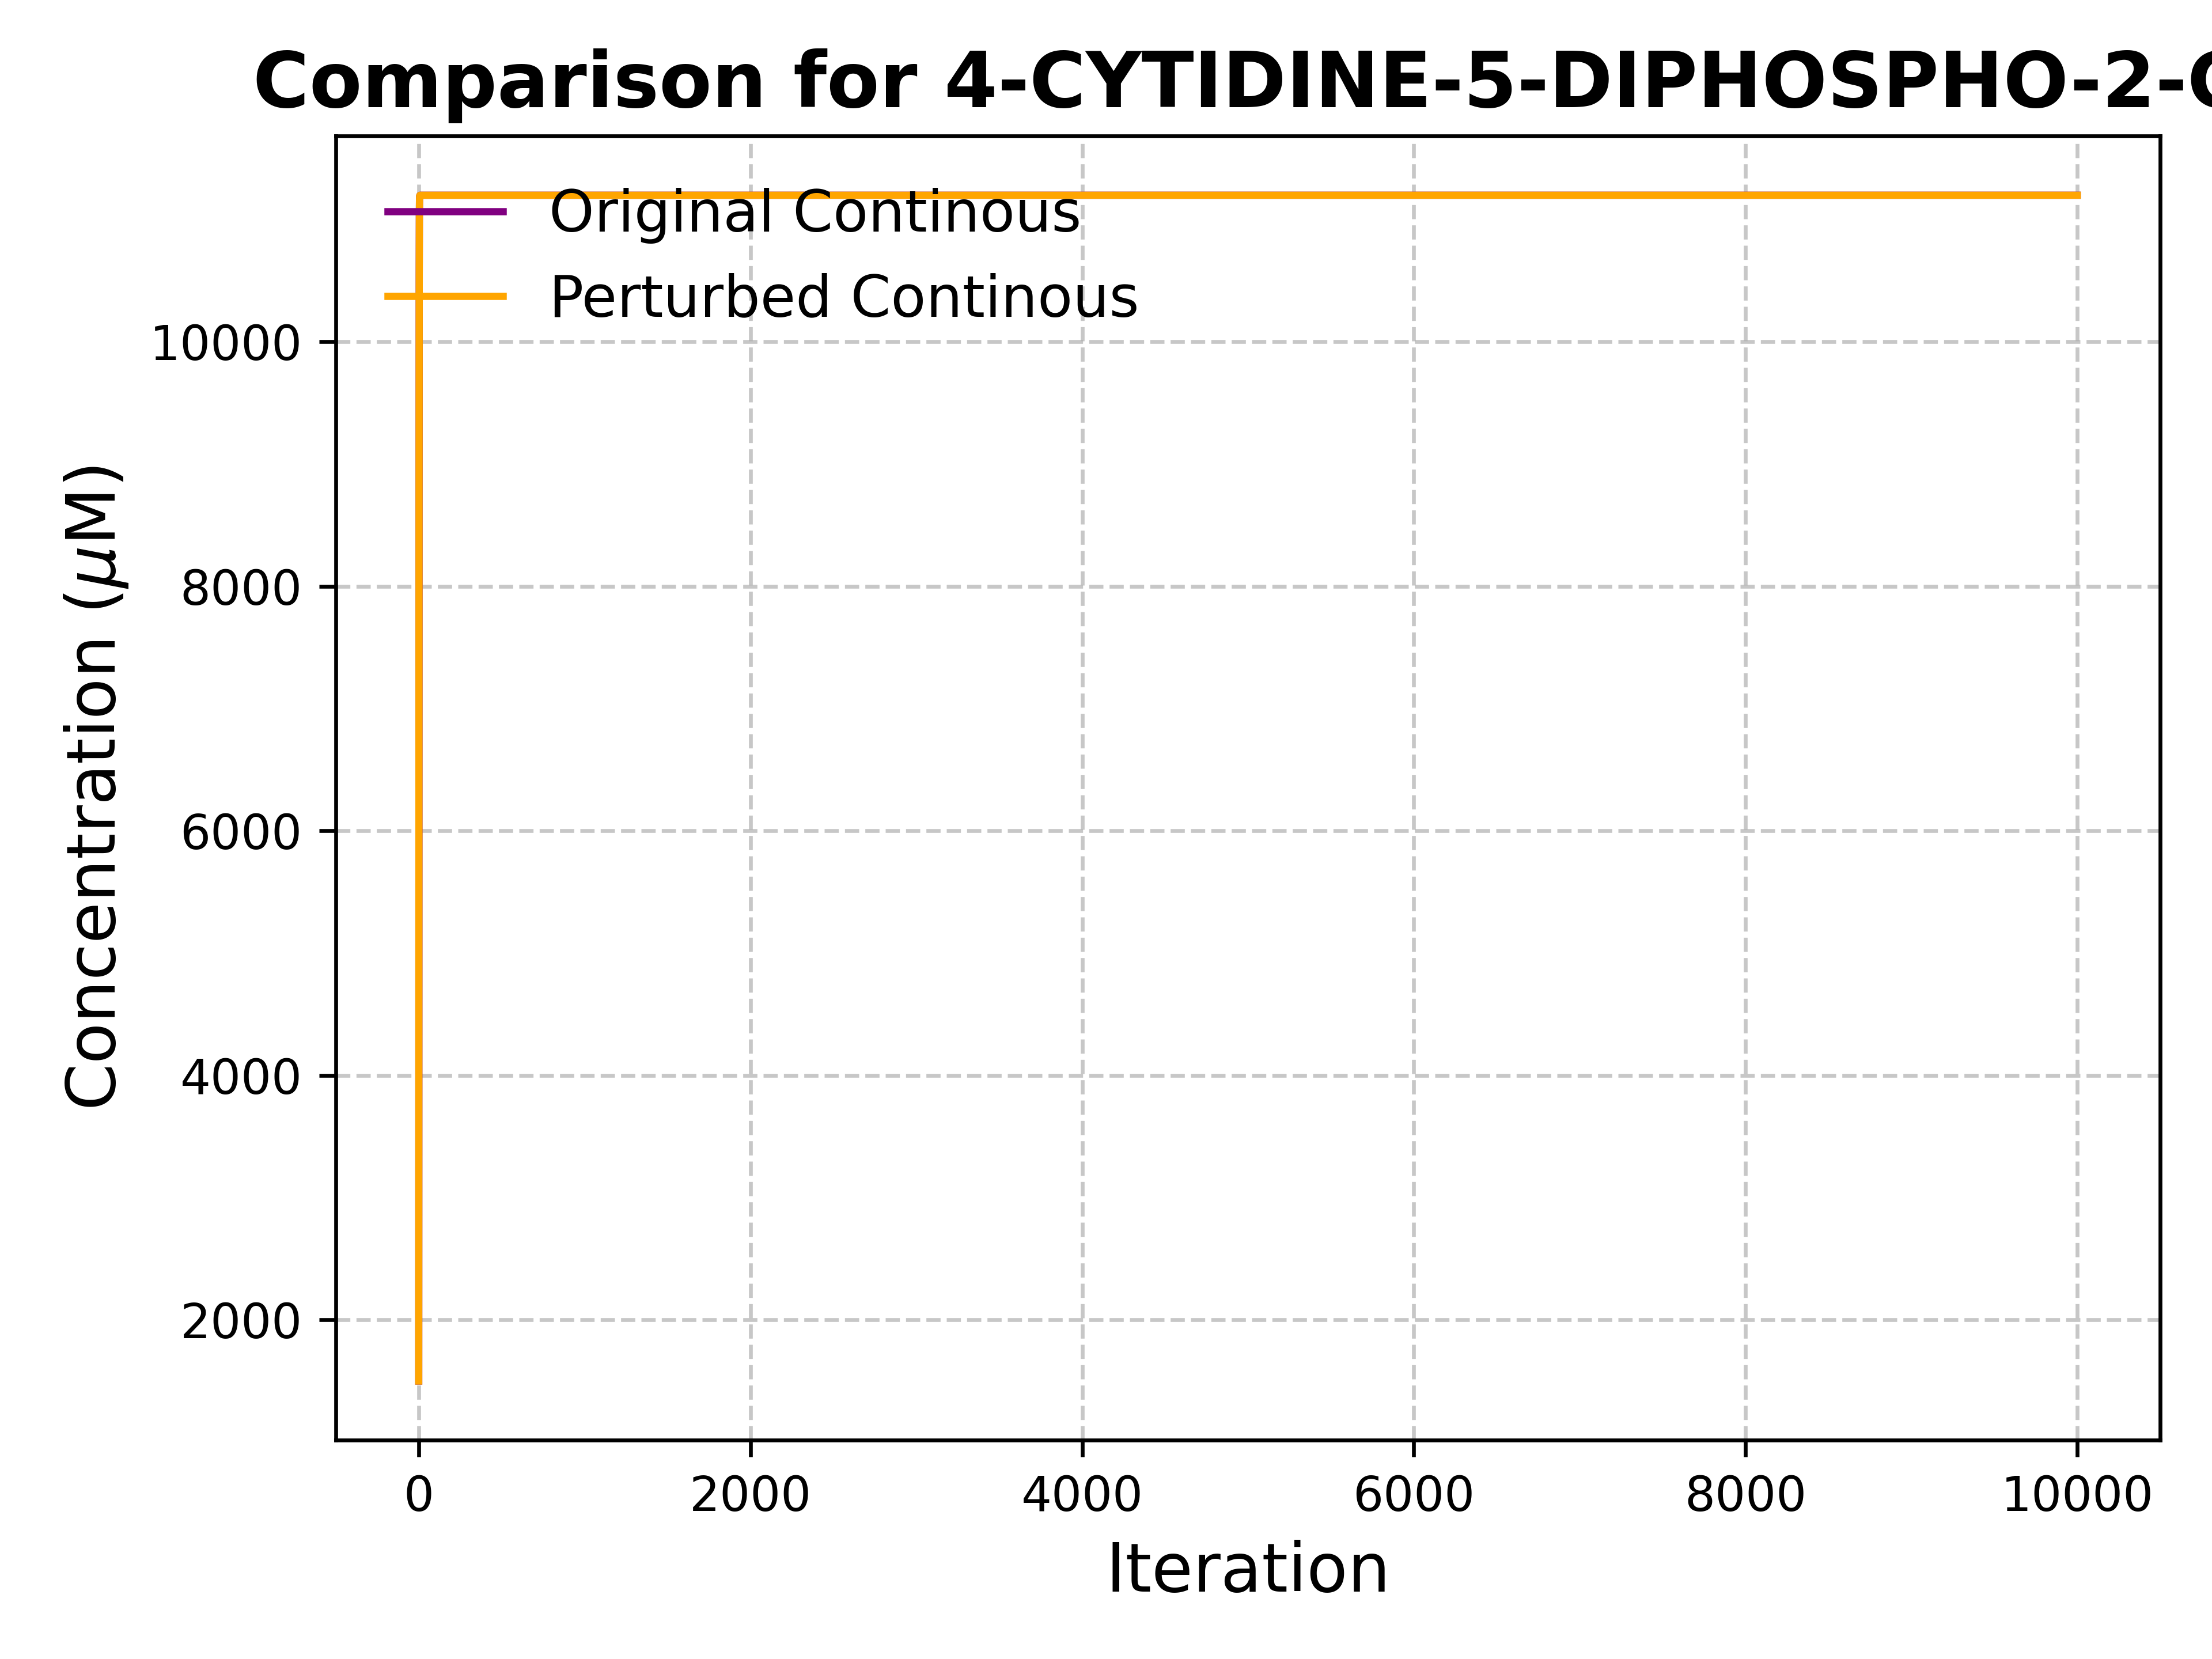 Comparison for 4-CYTIDINE-5-DIPHOSPHO-2-C
Original Continous
Perturbed Continous
Concentration (μM)
10000
8000
6000
4000
2000
0 2000 4000 6000 8000 10000
Iteration